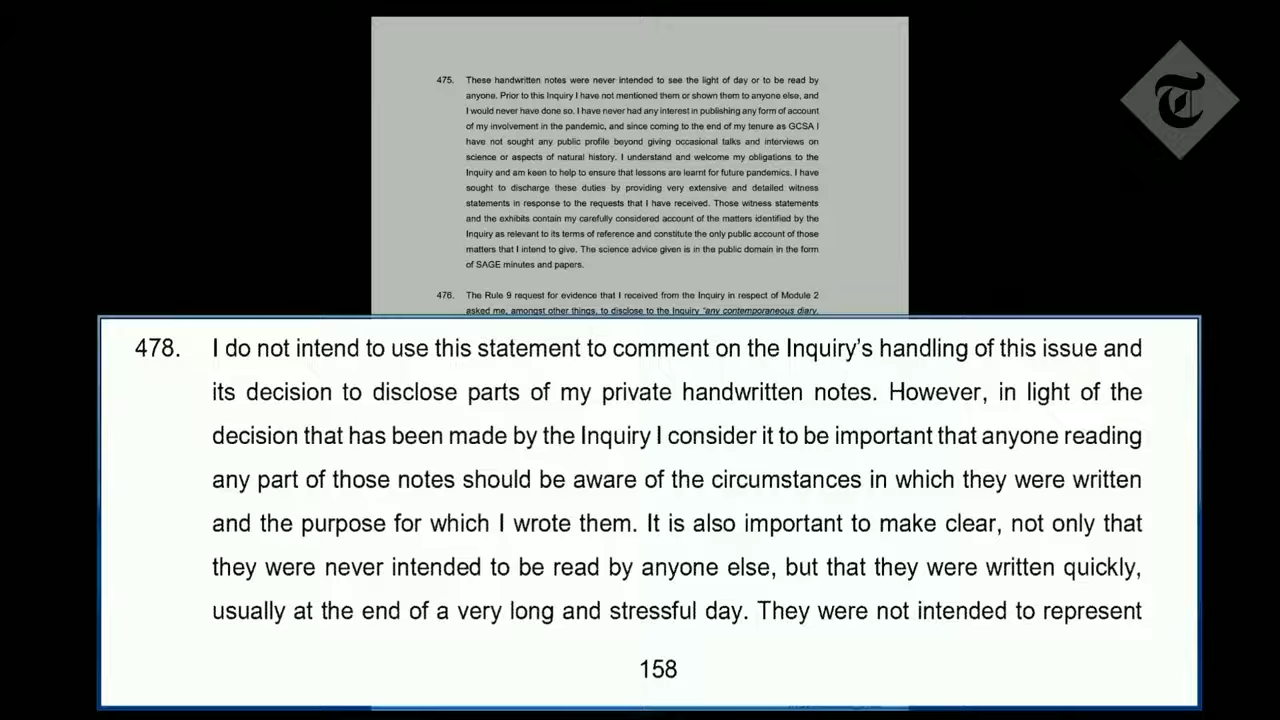 475. These handwritten notes were never intended to see the light of day or to be read by
anyone. Prior to this Inquiry I have not mentioned them or shown them to anyone else, and
I would never have done so. I have never had any interest in publishing any form of account
of my involvement in the pandemic, and since coming to the end of my tenure as GCSA I
have not sought any public profile beyond giving occasional talks and interviews on
science or aspects of natural history. I understand and welcome my obligations to the
Inquiry and am keen to help to ensure that lessons are learnt for future pandemics. I have
sought to discharge these duties by providing very extensive and detailed witness
statements in response to the requests that I have received. Those witness statements
and the exhibits contain my carefully considered account of the matters identified by the
Inquiry as relevant to its terms of reference and constitute the only public account of those
matters that I intend to give. The science advice given is in the public domain in the form
of SAGE minutes and papers.
476. The Rule 9 request for evidence that I received from the Inquiry in respect of Module 2
asked me, amongst other things, to disclose to the Inquiry "any contemporaneous diary,
478. I do not intend to use this statement to comment on the Inquiry's handling of this issue and
its decision to disclose parts of my private handwritten notes. However, in light of the
decision that has been made by the Inquiry I consider it to be important that anyone reading
any part of those notes should be aware of the circumstances in which they were written
and the purpose for which I wrote them. It is also important to make clear, not only that
they were never intended to be read by anyone else, but that they were written quickly,
usually at the end of a very long and stressful day. They were not intended to represent
158
T